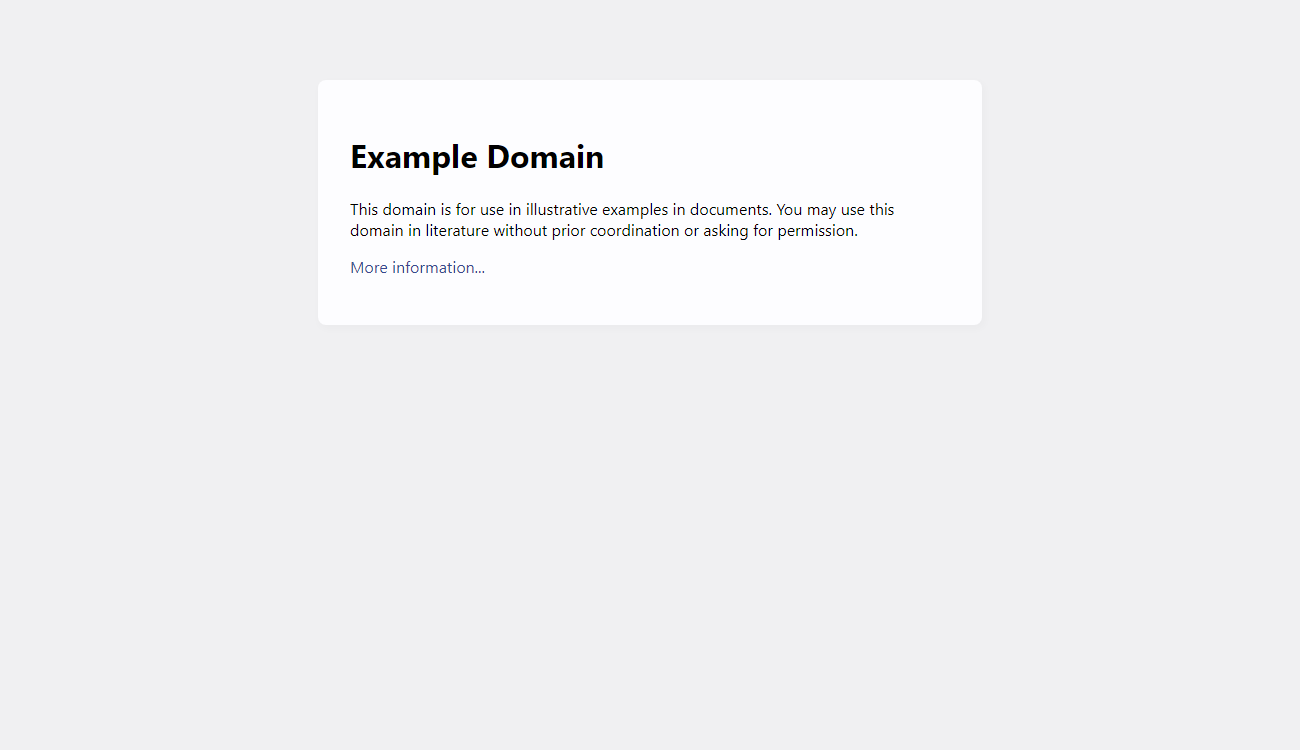 Example Domain
This domain is for use in illustrative examples in documents. You may use this
domain in literature without prior coordination or asking for permission.
More information...